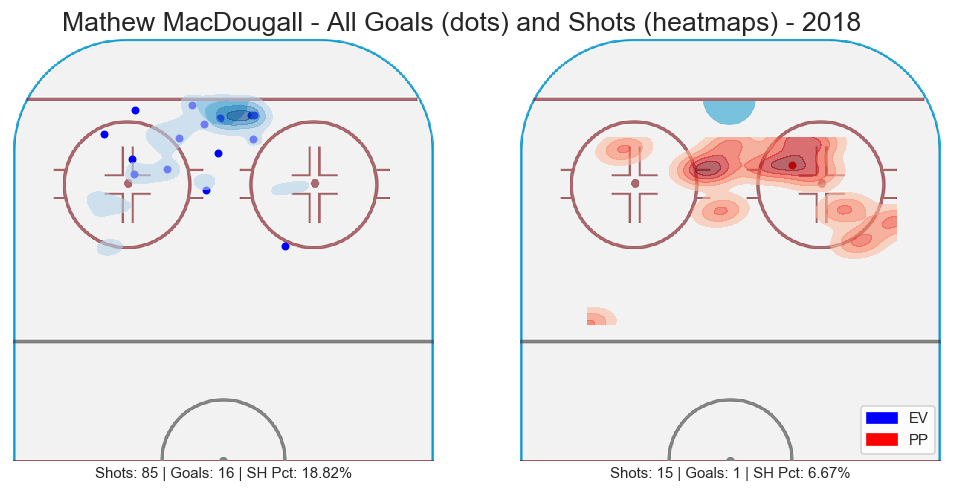 Mathew MacDougall - All Goals (dots) and Shots (heatmaps) - 2018
EV
PP
Shots: 85 | Goals: 16 | SH Pct: 18.82%
Shots: 15 | Goals: 1 | SH Pct: 6.67%